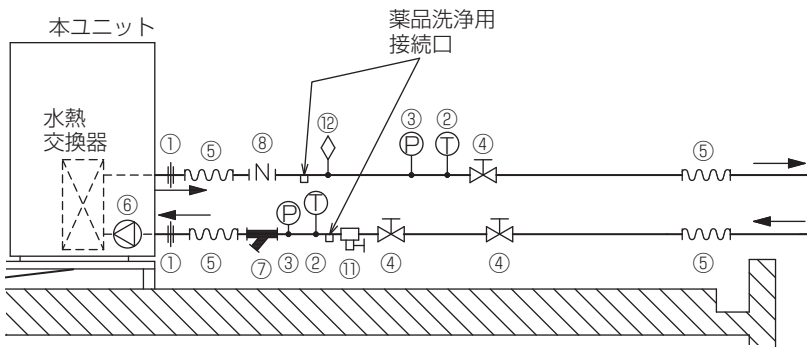 本ユニット
薬品洗浄用
接続口
水熱
交換器
① ⑤ ⑧ ⑫ ③ ② ④ ⑤
P T
N
⑥
P T
① ⑤ ⑦ ③ ② ⑪ ④ ④ ⑤